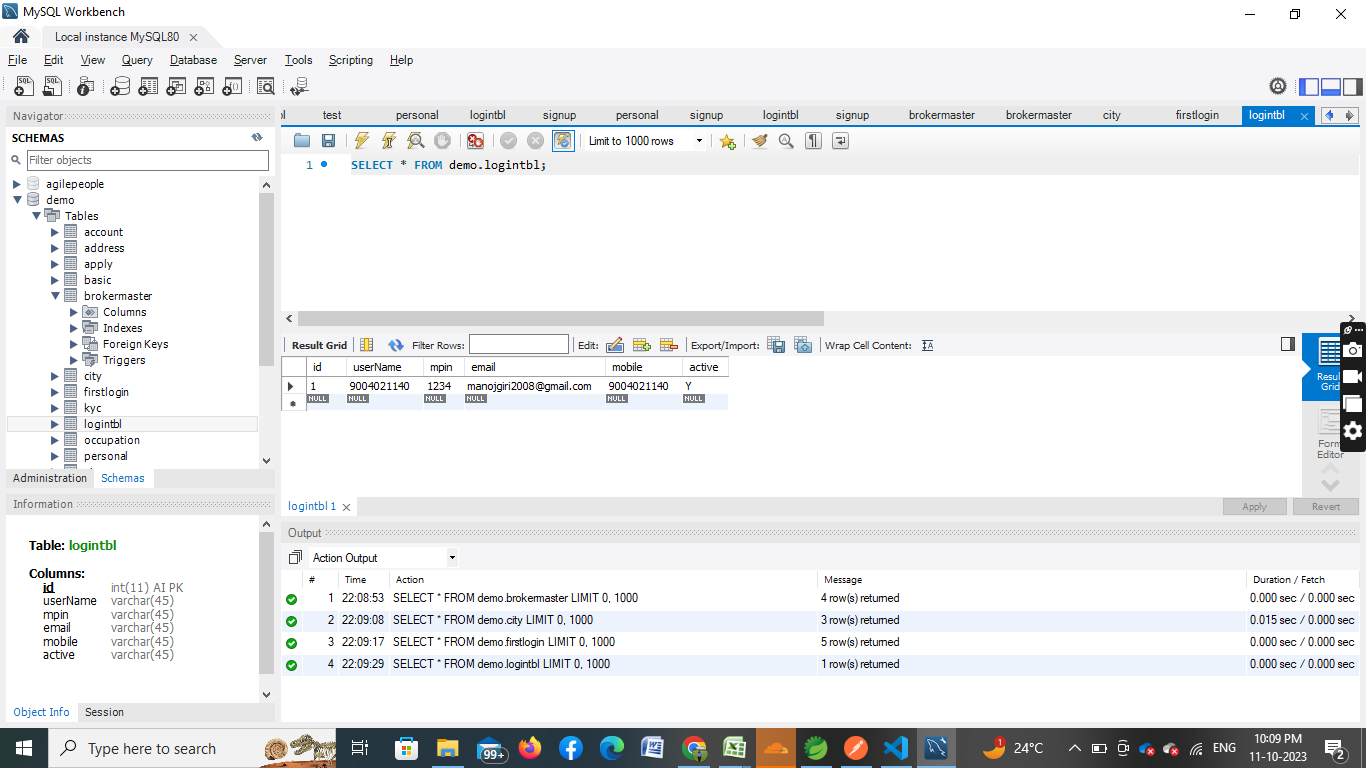 MySQL Workbench
Local instance MySQL80
File Edit View Query Database Server Tools Scripting Help
Navigator
SCHEMAS
Filter objects
agilepeople
demo
Tables
account
address
apply
basic
brokermaster
Columns
Indexes
Foreign Keys
Triggers
city
firstlogin
kyc
logintbl
occupation
personal
Administration Schemas
Information
Table: logintbl
Columns:
id int(11) AI PK
userName varchar(45)
mpin varchar(45)
email varchar(45)
mobile varchar(45)
active varchar(45)
Object Info Session
test personal logintbl signup personal signup logintbl signup brokermaster brokermaster city firstlogin logintbl
Limit to 1000 rows
1 SELECT * FROM demo.logintbl;
Result Grid Filter Rows: Edit: Export/Import: Wrap Cell Content:
id userName mpin email mobile active
1 9004021140 1234 manojgiri2008@gmail.com 9004021140 Y
NULL NULL NULL NULL NULL NULL
Form
Editor
logintbl 1
Apply Revert
Output
Action Output
# Time Action Message Duration / Fetch
1 22:08:53 SELECT * FROM demo.brokermaster LIMIT 0, 1000 4 row(s) returned 0.000 sec / 0.000 sec
2 22:09:08 SELECT * FROM demo.city LIMIT 0, 1000 3 row(s) returned 0.015 sec / 0.000 sec
3 22:09:17 SELECT * FROM demo.firstlogin LIMIT 0, 1000 5 row(s) returned 0.000 sec / 0.000 sec
4 22:09:29 SELECT * FROM demo.logintbl LIMIT 0, 1000 1 row(s) returned 0.000 sec / 0.000 sec
Type here to search
99+
24°C
ENG
10:09 PM
11-10-2023
2